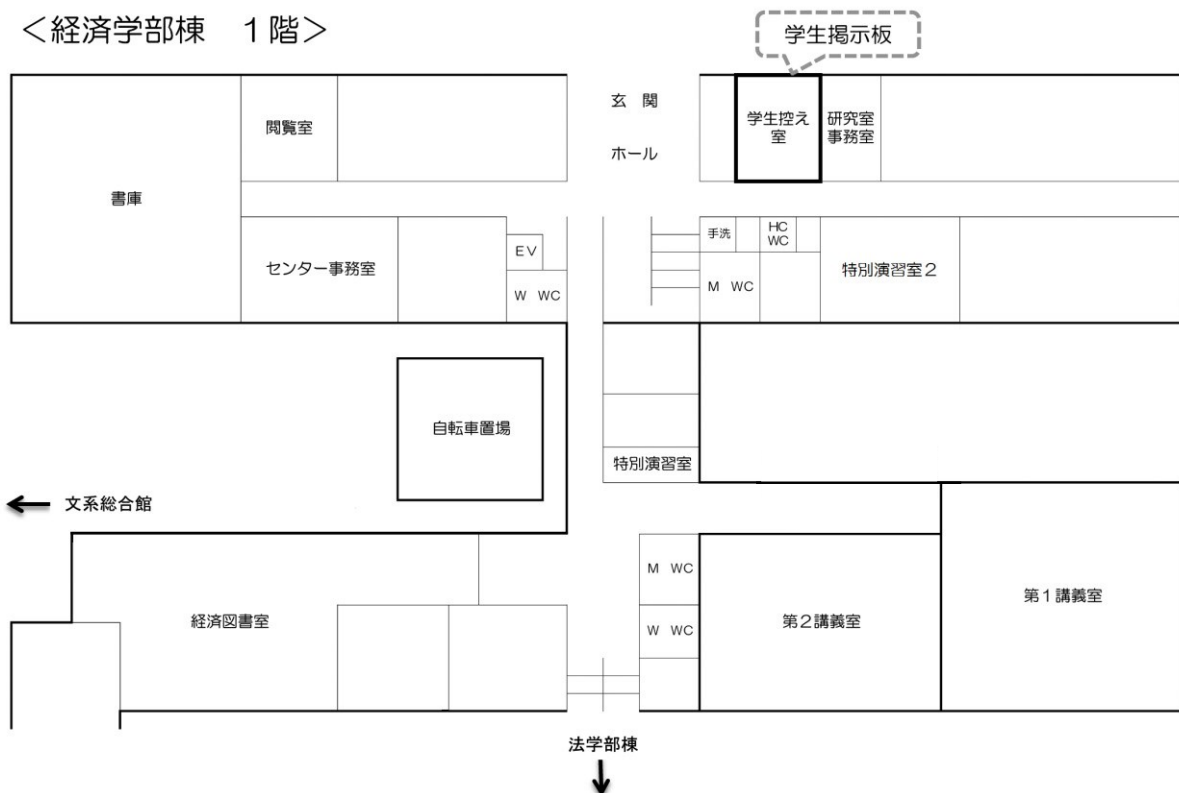 <経済学部棠 1階>
学生掲示板
玄 関
ホール
閲覧室
学生控え
室
研究室
事務室
書庫
センター事務室
EV
W WC
手洗
HC
WC
M WC
特別演習室2
自転車置場
特別演習室
← 文系総合館
経済図書室
M WC
W WC
第2講義室
第1講義室
法学部棟
↓